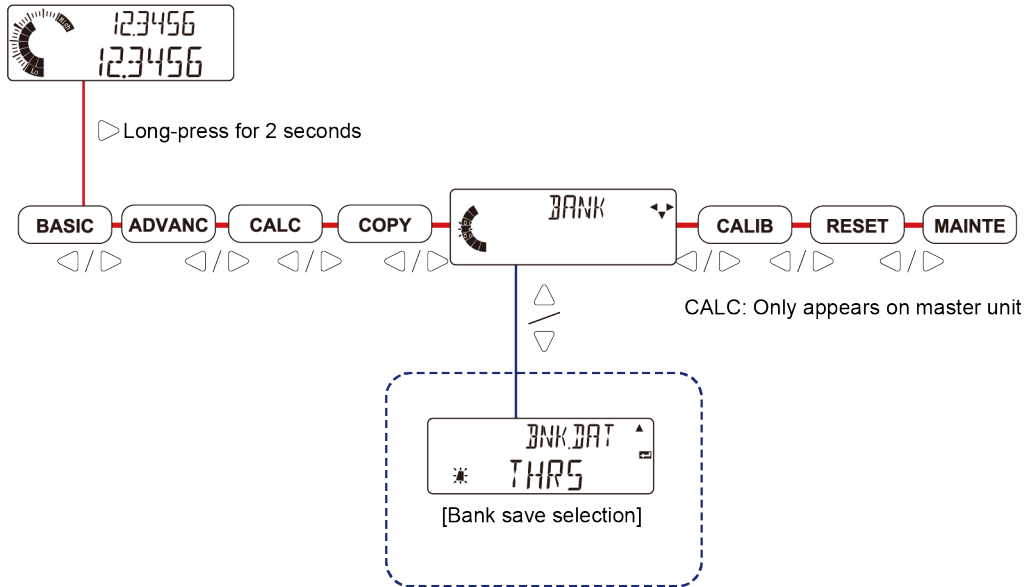 12.3456
12.3456
Lo
Long-press for 2 seconds
BASIC
ADVANC
CALC
COPY
BANK
CALIB
RESET
MAINTE
CALC: Only appears on master unit
BNK.DAT
THRS
[Bank save selection]